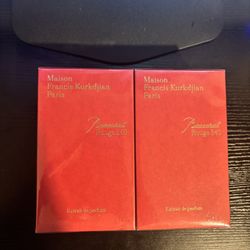 Maison
Francis Kurkdjian
Paris
Baccarat
Rouge 540
Extrait de parfum
Maison
Francis Kurkdjian
Paris
Baccarat
Rouge 540
Extrait de parfum